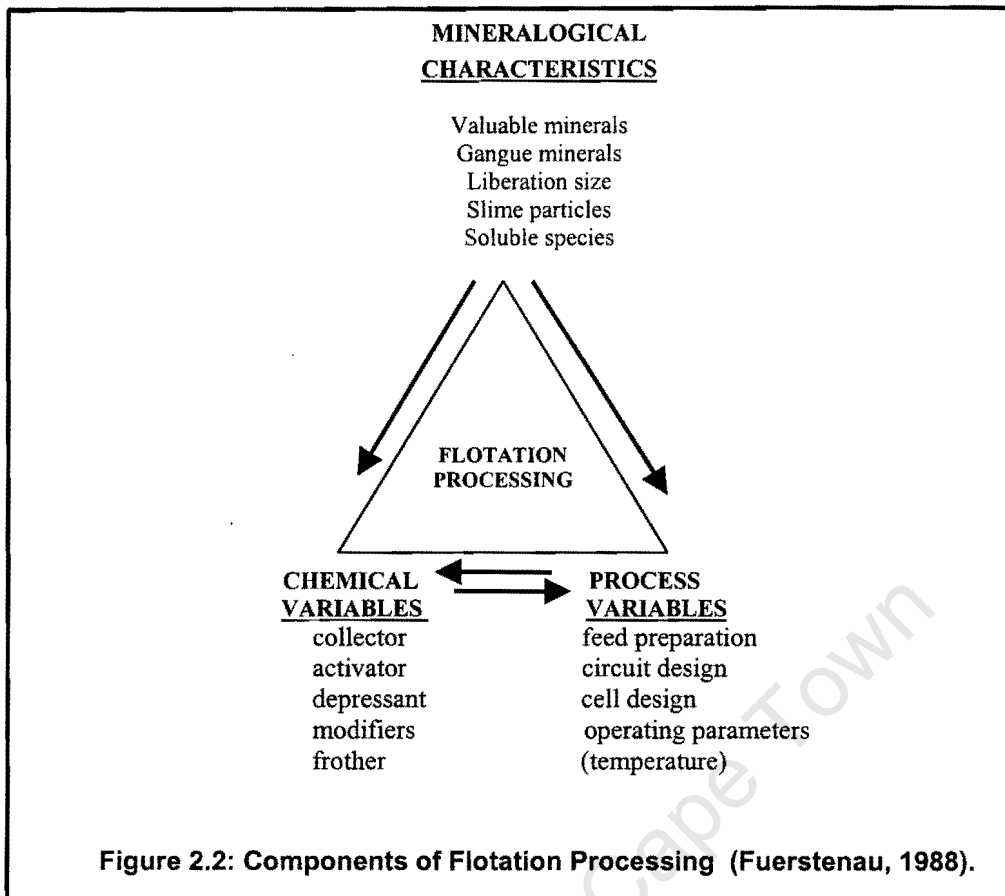 MINERALOGICAL
CHARACTERISTICS
Valuable minerals
Gangue minerals
Liberation size
Slime particles
Soluble species
FLOTATION
PROCESSING
CHEMICAL
VARIABLES
collector
activator
depressant
modifiers
frother
PROCESS
VARIABLES
feed preparation
circuit design
cell design
operating parameters
(temperature)
Cape Town
Figure 2.2: Components of Flotation Processing (Fuerstenau, 1988).